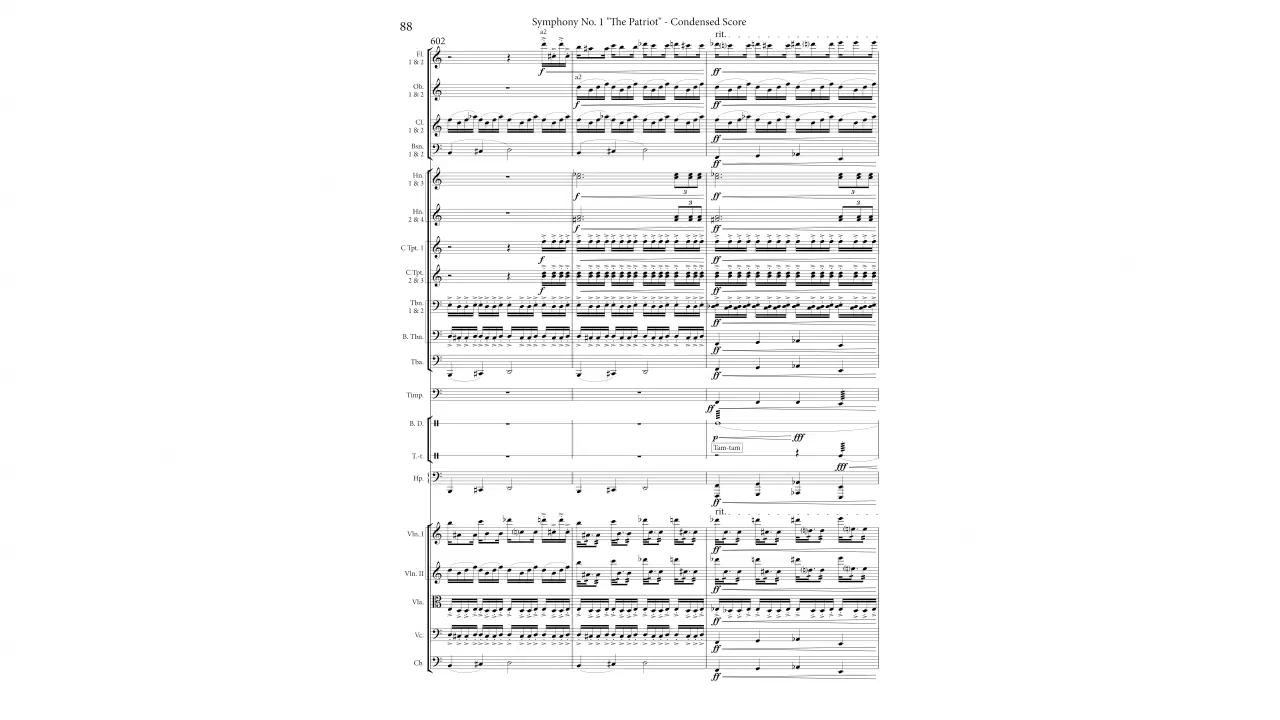 88
Symphony No. 1 "The Patriot" - Condensed Score
602
a2
rit.
Fl.
1 & 2
f
ff
Ob.
1 & 2
a2
f
ff
Cl.
1 & 2
ff
Bsn.
1 & 2
ff
Hn.
1 & 3
f
3
ff
3
Hn.
2 & 4
f
3
ff
3
C Tpt. 1
f
ff
C Tpt.
2 & 3
f
ff
Tbn.
1 & 2
ff
B. Tbn.
ff
Tba.
ff
Timp.
ff
B. D.
p
fff
Tam-tam
T.-t.
fff
Hp.
ff
rit.
Vln. I
ff
Vln. II
ff
Vla.
ff
Vc.
ff
Cb.
ff